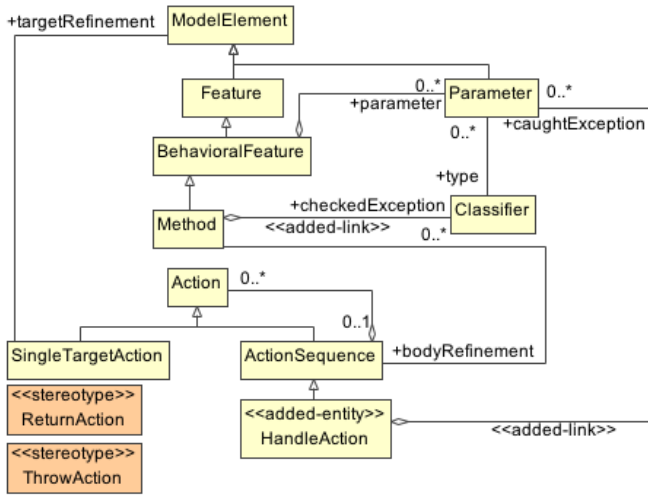 +targetRefinement
ModelElement
Feature
0..*
+parameter
Parameter
0..*
+caughtException
0..*
BehavioralFeature
+type
+checkedException
<<added-link>>
Classifier
Method
0..*
Action
0..*
0..1
SingleTargetAction
ActionSequence
+bodyRefinement
<<stereotype>>
ReturnAction
<<added-entity>>
HandleAction
<<added-link>>
<<stereotype>>
ThrowAction